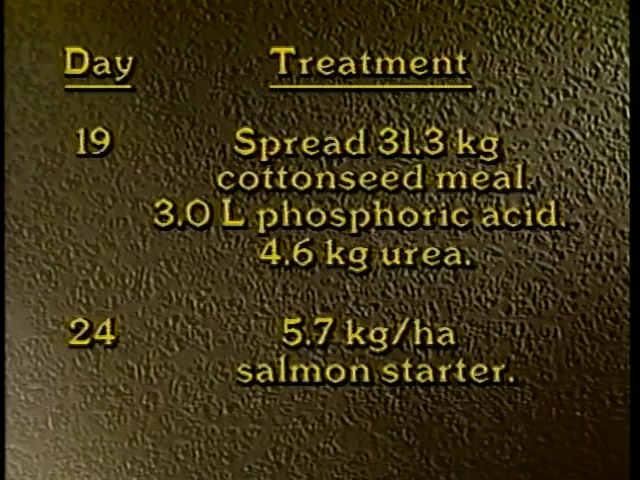 Day Treatment
19 Spread 31.3 kg
cottonseed meal.
3.0 L phosphoric acid.
4.6 kg urea.
24 5.7 kg/ha
salmon starter.